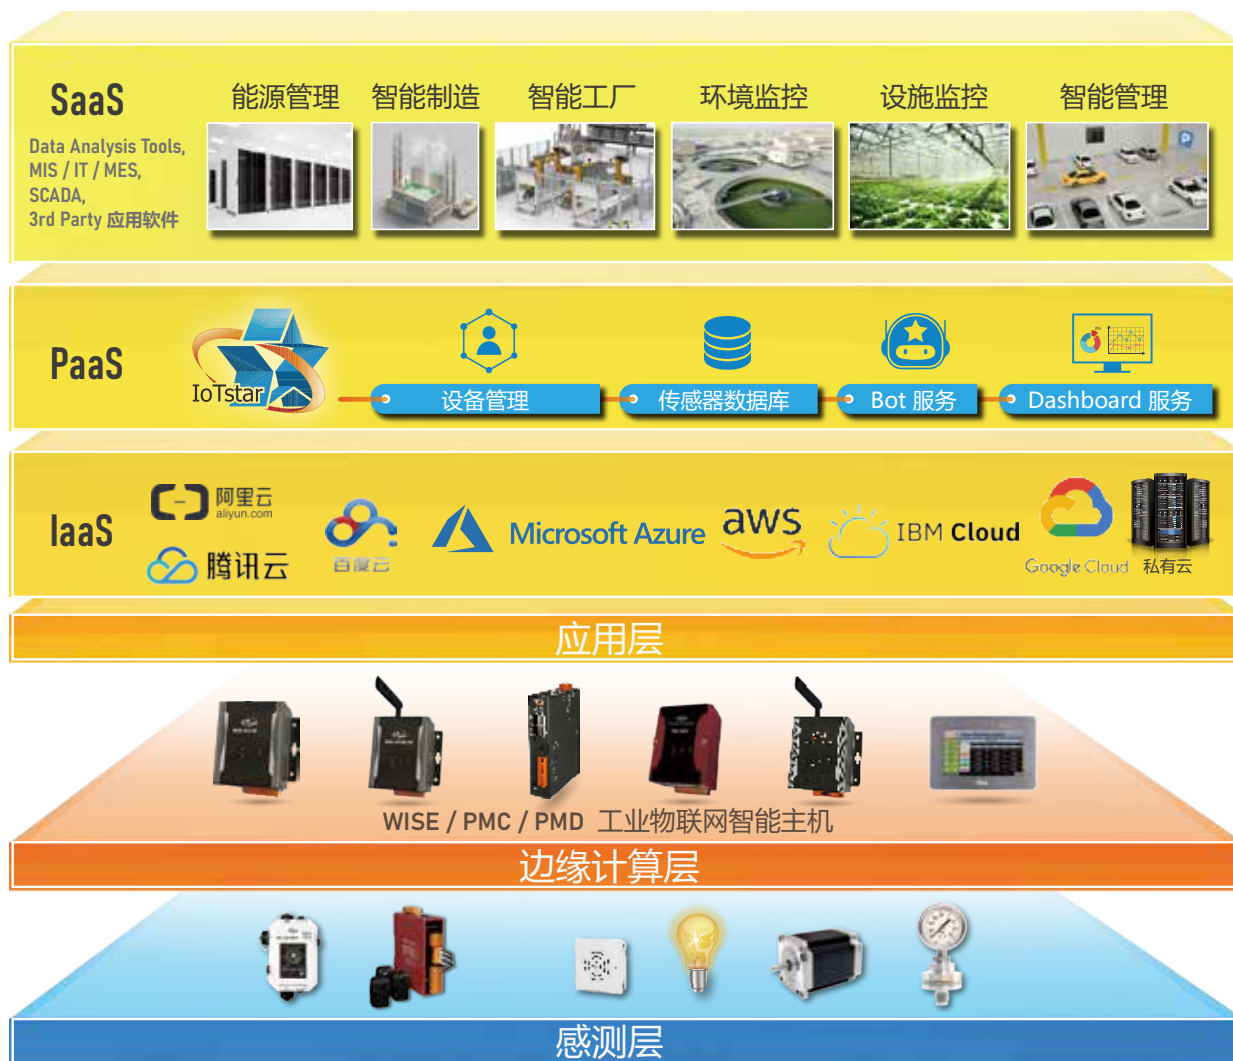 SaaS
Data Analysis Tools,
MIS / IT / MES,
SCADA,
3rd Party 应用软件
能源管理
智能制造
智能工厂
环境监控
设施监控
智能管理
PaaS
IoTstar
设备管理
传感器数据库
Bot 服务
Dashboard 服务
IaaS
阿里云
aliyun.com
腾讯云
百度云
Microsoft Azure
aws
IBM Cloud
Google Cloud
私有云
应用层
WISE / PMC / PMD 工业物联网智能主机
边缘计算层
感测层